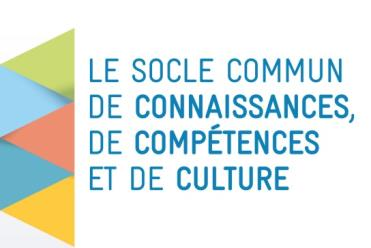 LE SOCLE COMMUN
DE CONNAISSANCES,
DE COMPÉTENCES
ET DE CULTURE